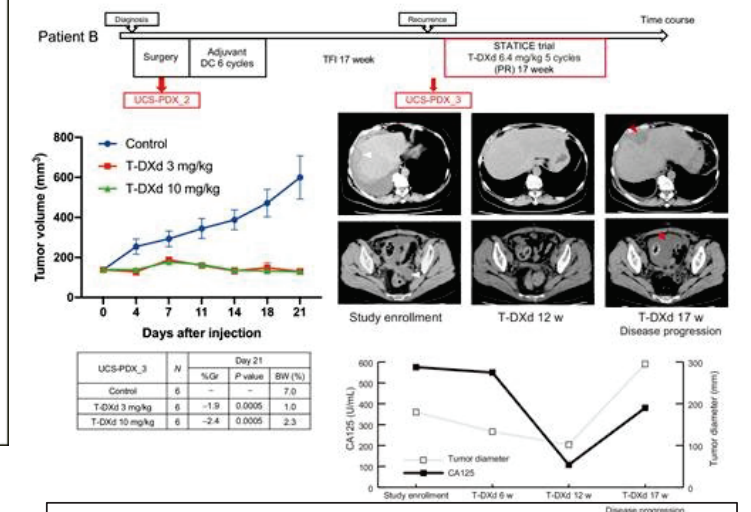 Diagnosis
Recurrence
Time course
Patient B
Surgery
Adjuvant
DC 6 cycles
TFI 17 week
STATICE trial
T-DXd 6.4 mg/kg 5 cycles
(PR) 17 week
UCS-PDX_2
UCS-PDX_3
800
600
400
200
0
Tumor volume (mm³)
Control
T-DXd 3 mg/kg
T-DXd 10 mg/kg
0 4 7 11 14 18 21
Days after injection
Study enrollment
T-DXd 12 w
T-DXd 17 w
Disease progression
UCS-PDX_3 N Day 21
%Gr P value BW (%)
Control 6 – – 7.0
T-DXd 3 mg/kg 6 –1.9 0.0005 1.0
T-DXd 10 mg/kg 6 –2.4 0.0005 2.3
CA125 (U/mL)
600
500
400
300
200
100
0
Tumor diameter
CA125
300
200
100
0
Tumor diameter (mm)
Study enrollment T-DXd 6 w T-DXd 12 w T-DXd 17 w
Disease progression